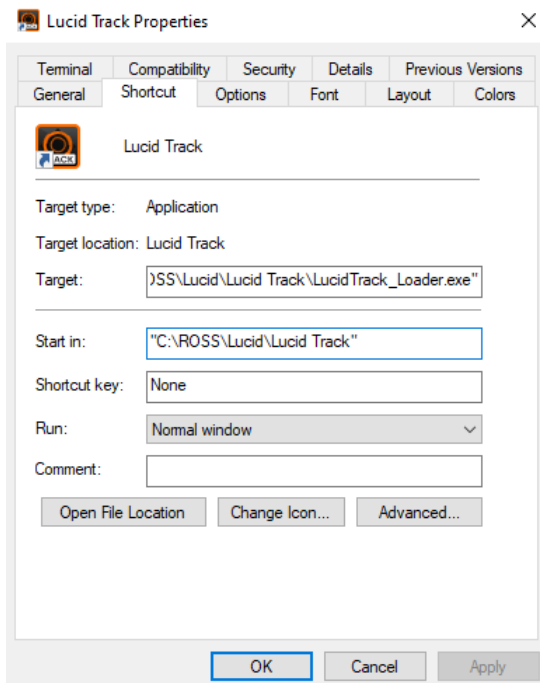 Lucid Track Properties
Terminal Compatibility Security Details Previous Versions
General Shortcut Options Font Layout Colors
ACK Lucid Track
Target type: Application
Target location: Lucid Track
Target: OSS\Lucid\Lucid Track\LucidTrack_Loader.exe"
Start in: "C:\ROSS\Lucid\Lucid Track"
Shortcut key: None
Run: Normal window
Comment:
Open File Location Change Icon... Advanced...
OK Cancel Apply